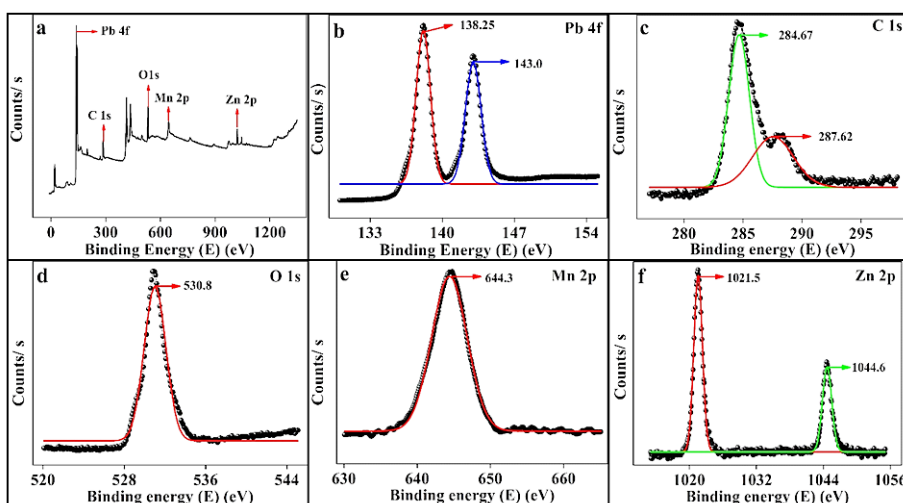 a
Pb 4f
C 1s
O1s
Mn 2p
Zn 2p
Counts/ s
0 300 600 900 1200
Binding Energy (E) (eV)
b
138.25
Pb 4f
143.0
Counts/ s
133 140 147 154
Binding Energy (E) (eV)
c
C 1s
284.67
287.62
Counts/ s
280 285 290 295
Binding energy (E) (eV)
d
O 1s
530.8
Counts/ s
520 528 536 544
Binding energy (E) (eV)
e
Mn 2p
644.3
Counts/ s
630 640 650 660
Binding energy (E) (eV)
f
Zn 2p
1021.5
1044.6
Counts/ s
1020 1032 1044 1056
Binding energy (E) (eV)